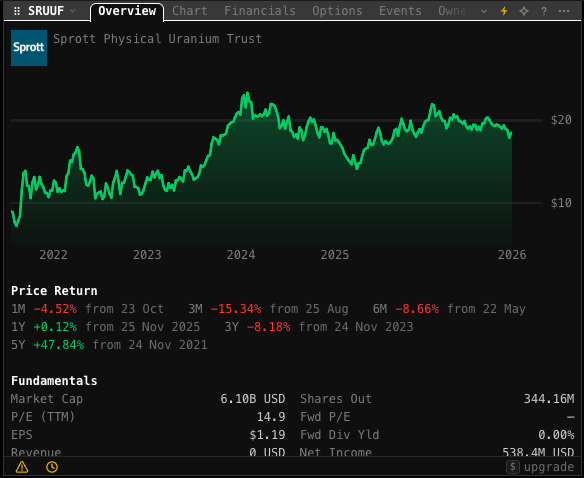 SRUUF Overview Chart Financials Options Events Owne ?
Sprott Sprott Physical Uranium Trust
$20
$10
2022 2023 2024 2025 2026
Price Return
1M −4.52% from 23 Oct 3M −15.34% from 25 Aug 6M −8.66% from 22 May
1Y +0.12% from 25 Nov 2025 3Y −8.18% from 24 Nov 2023
5Y +47.84% from 24 Nov 2021
Fundamentals
Market Cap 6.10B USD Shares Out 344.16M
P/E (TTM) 14.9 Fwd P/E —
EPS $1.19 Fwd Div Yld 0.00%
Revenue 0 USD Net Income 538.4M USD
$ upgrade